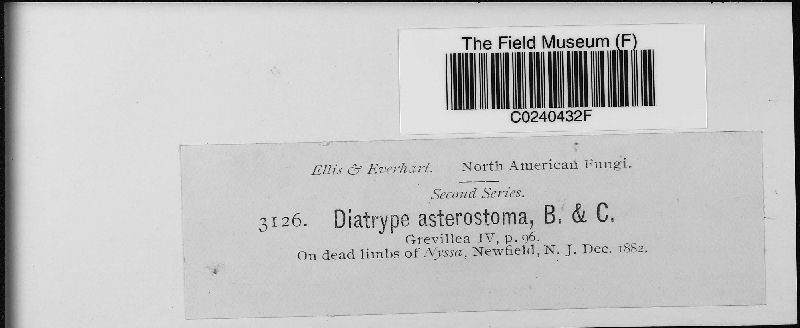 The Field Museum (F)
C0240432F
Ellis & Everhart. North American Fungi.
Second Series.
3126. Diatrype asterostoma, B. & C.
Grevillea IV, p. 96.
On dead limbs of Nyssa, Newfield, N. J. Dec. 1882.